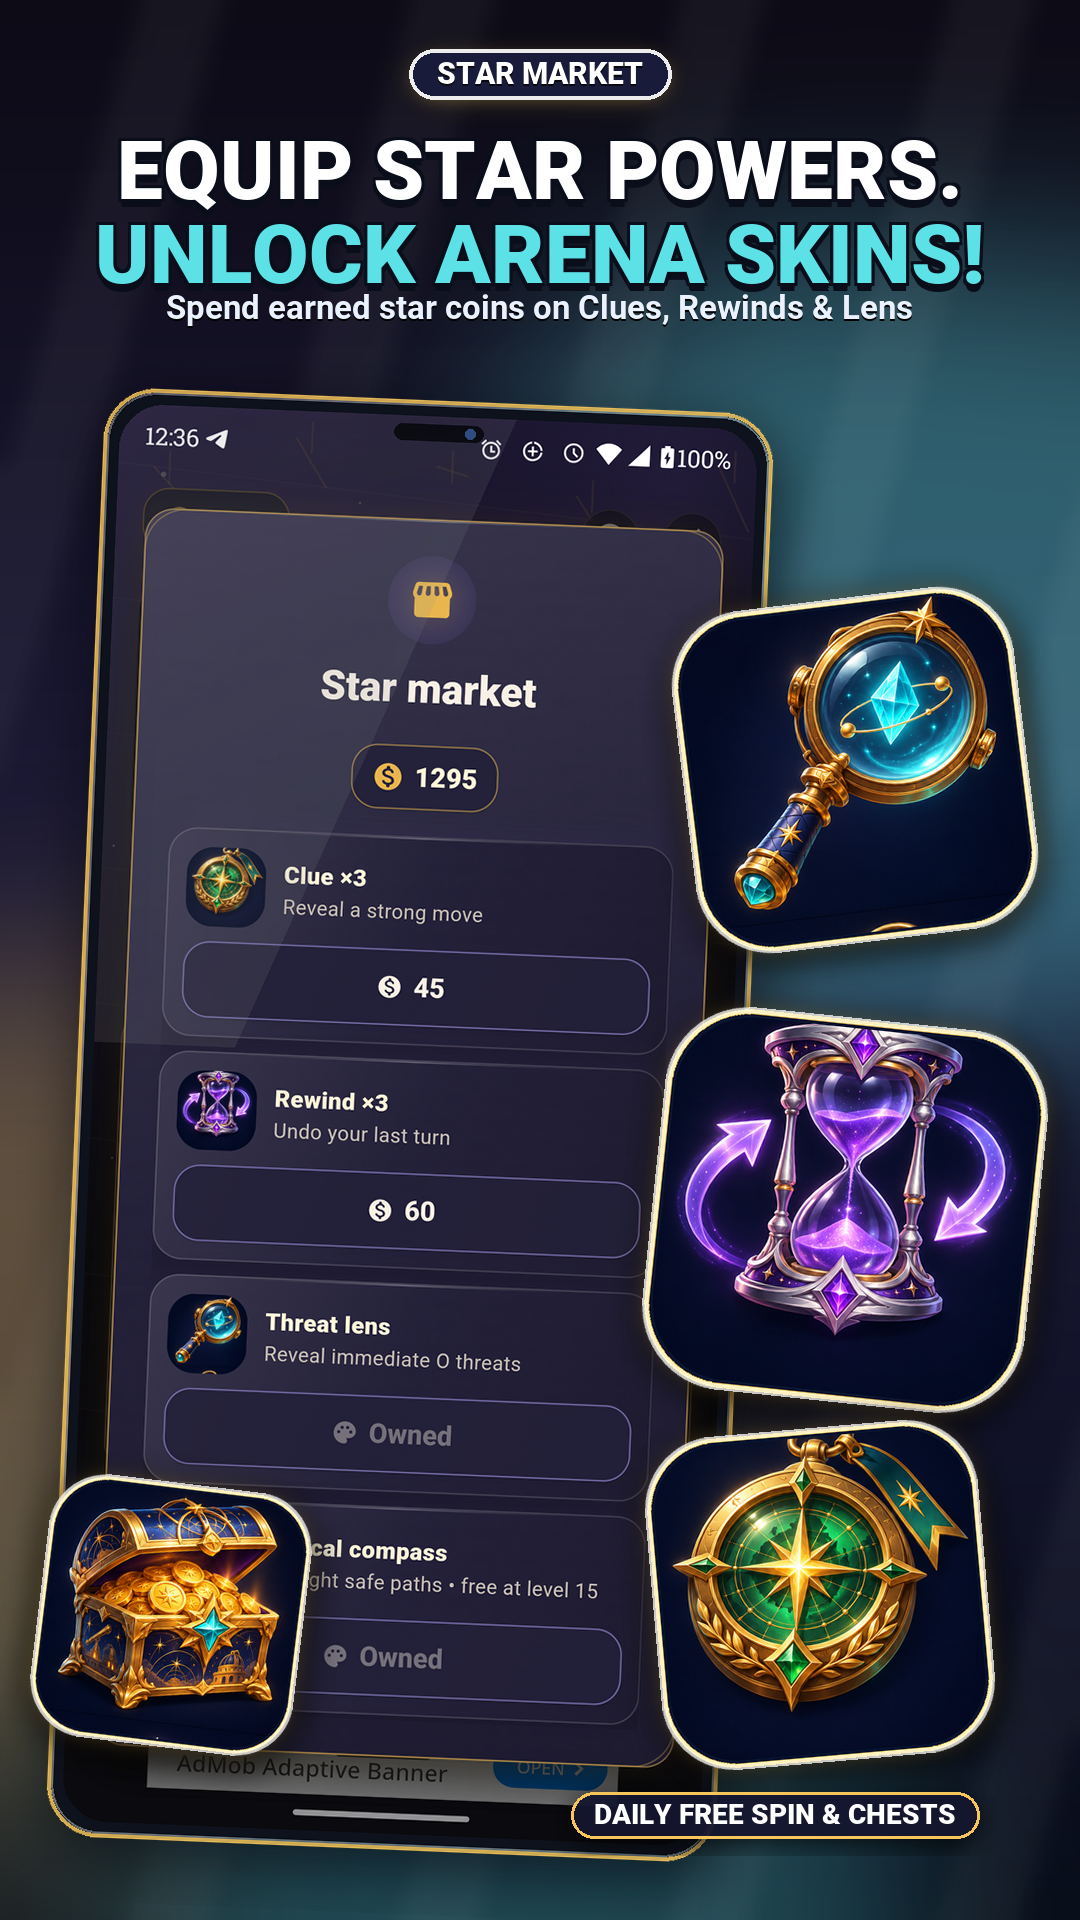 STAR MARKET
EQUIP STAR POWERS.
UNLOCK ARENA SKINS!
Spend earned star coins on Clues, Rewinds & Lens
12:36
100%
Star market
1295
Clue ×3
Reveal a strong move
45
Rewind ×3
Undo your last turn
60
Threat lens
Reveal immediate O threats
Owned
cal compass
ght safe paths • free at level 15
Owned
AdMob Adaptive Banner
OPEN
DAILY FREE SPIN & CHESTS